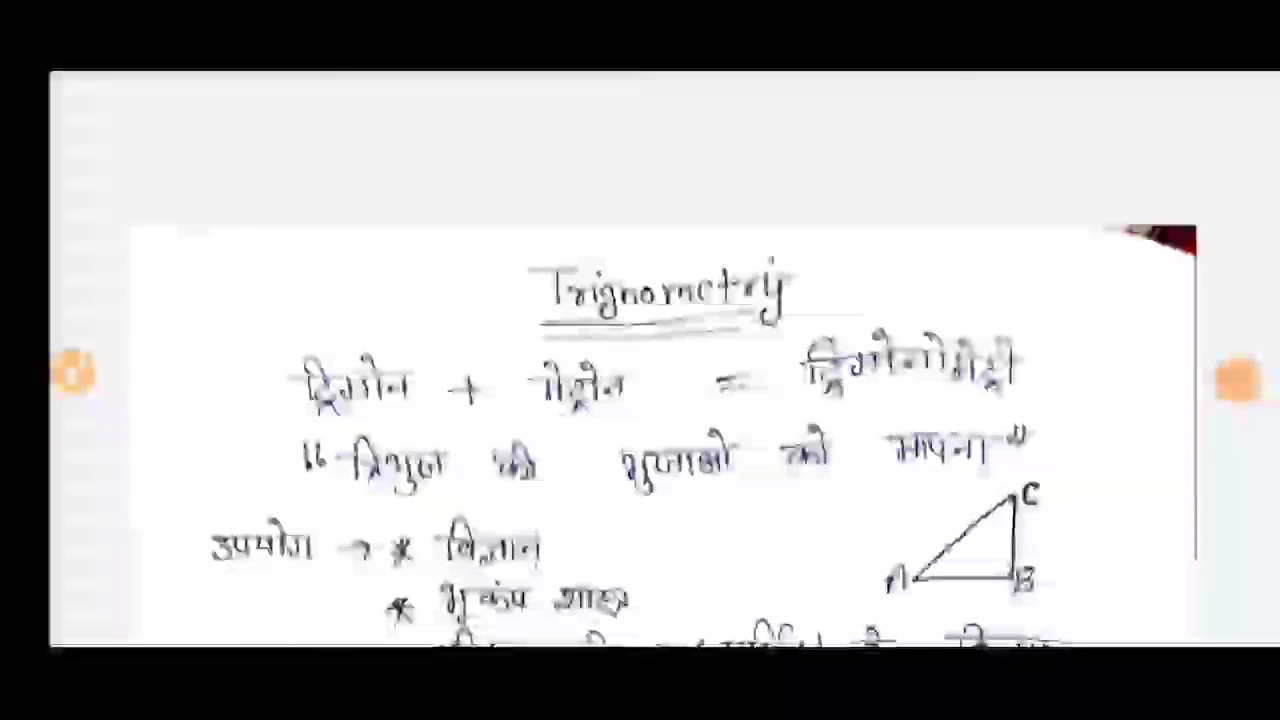 Trignometry
ट्रिगोन + मेट्रोन = ट्रिगोनोमेट्री
"त्रिभुज की भुजाओ को मापना"
C
उपयोग → * विज्ञान
A B
* भूकंप शास्त्र